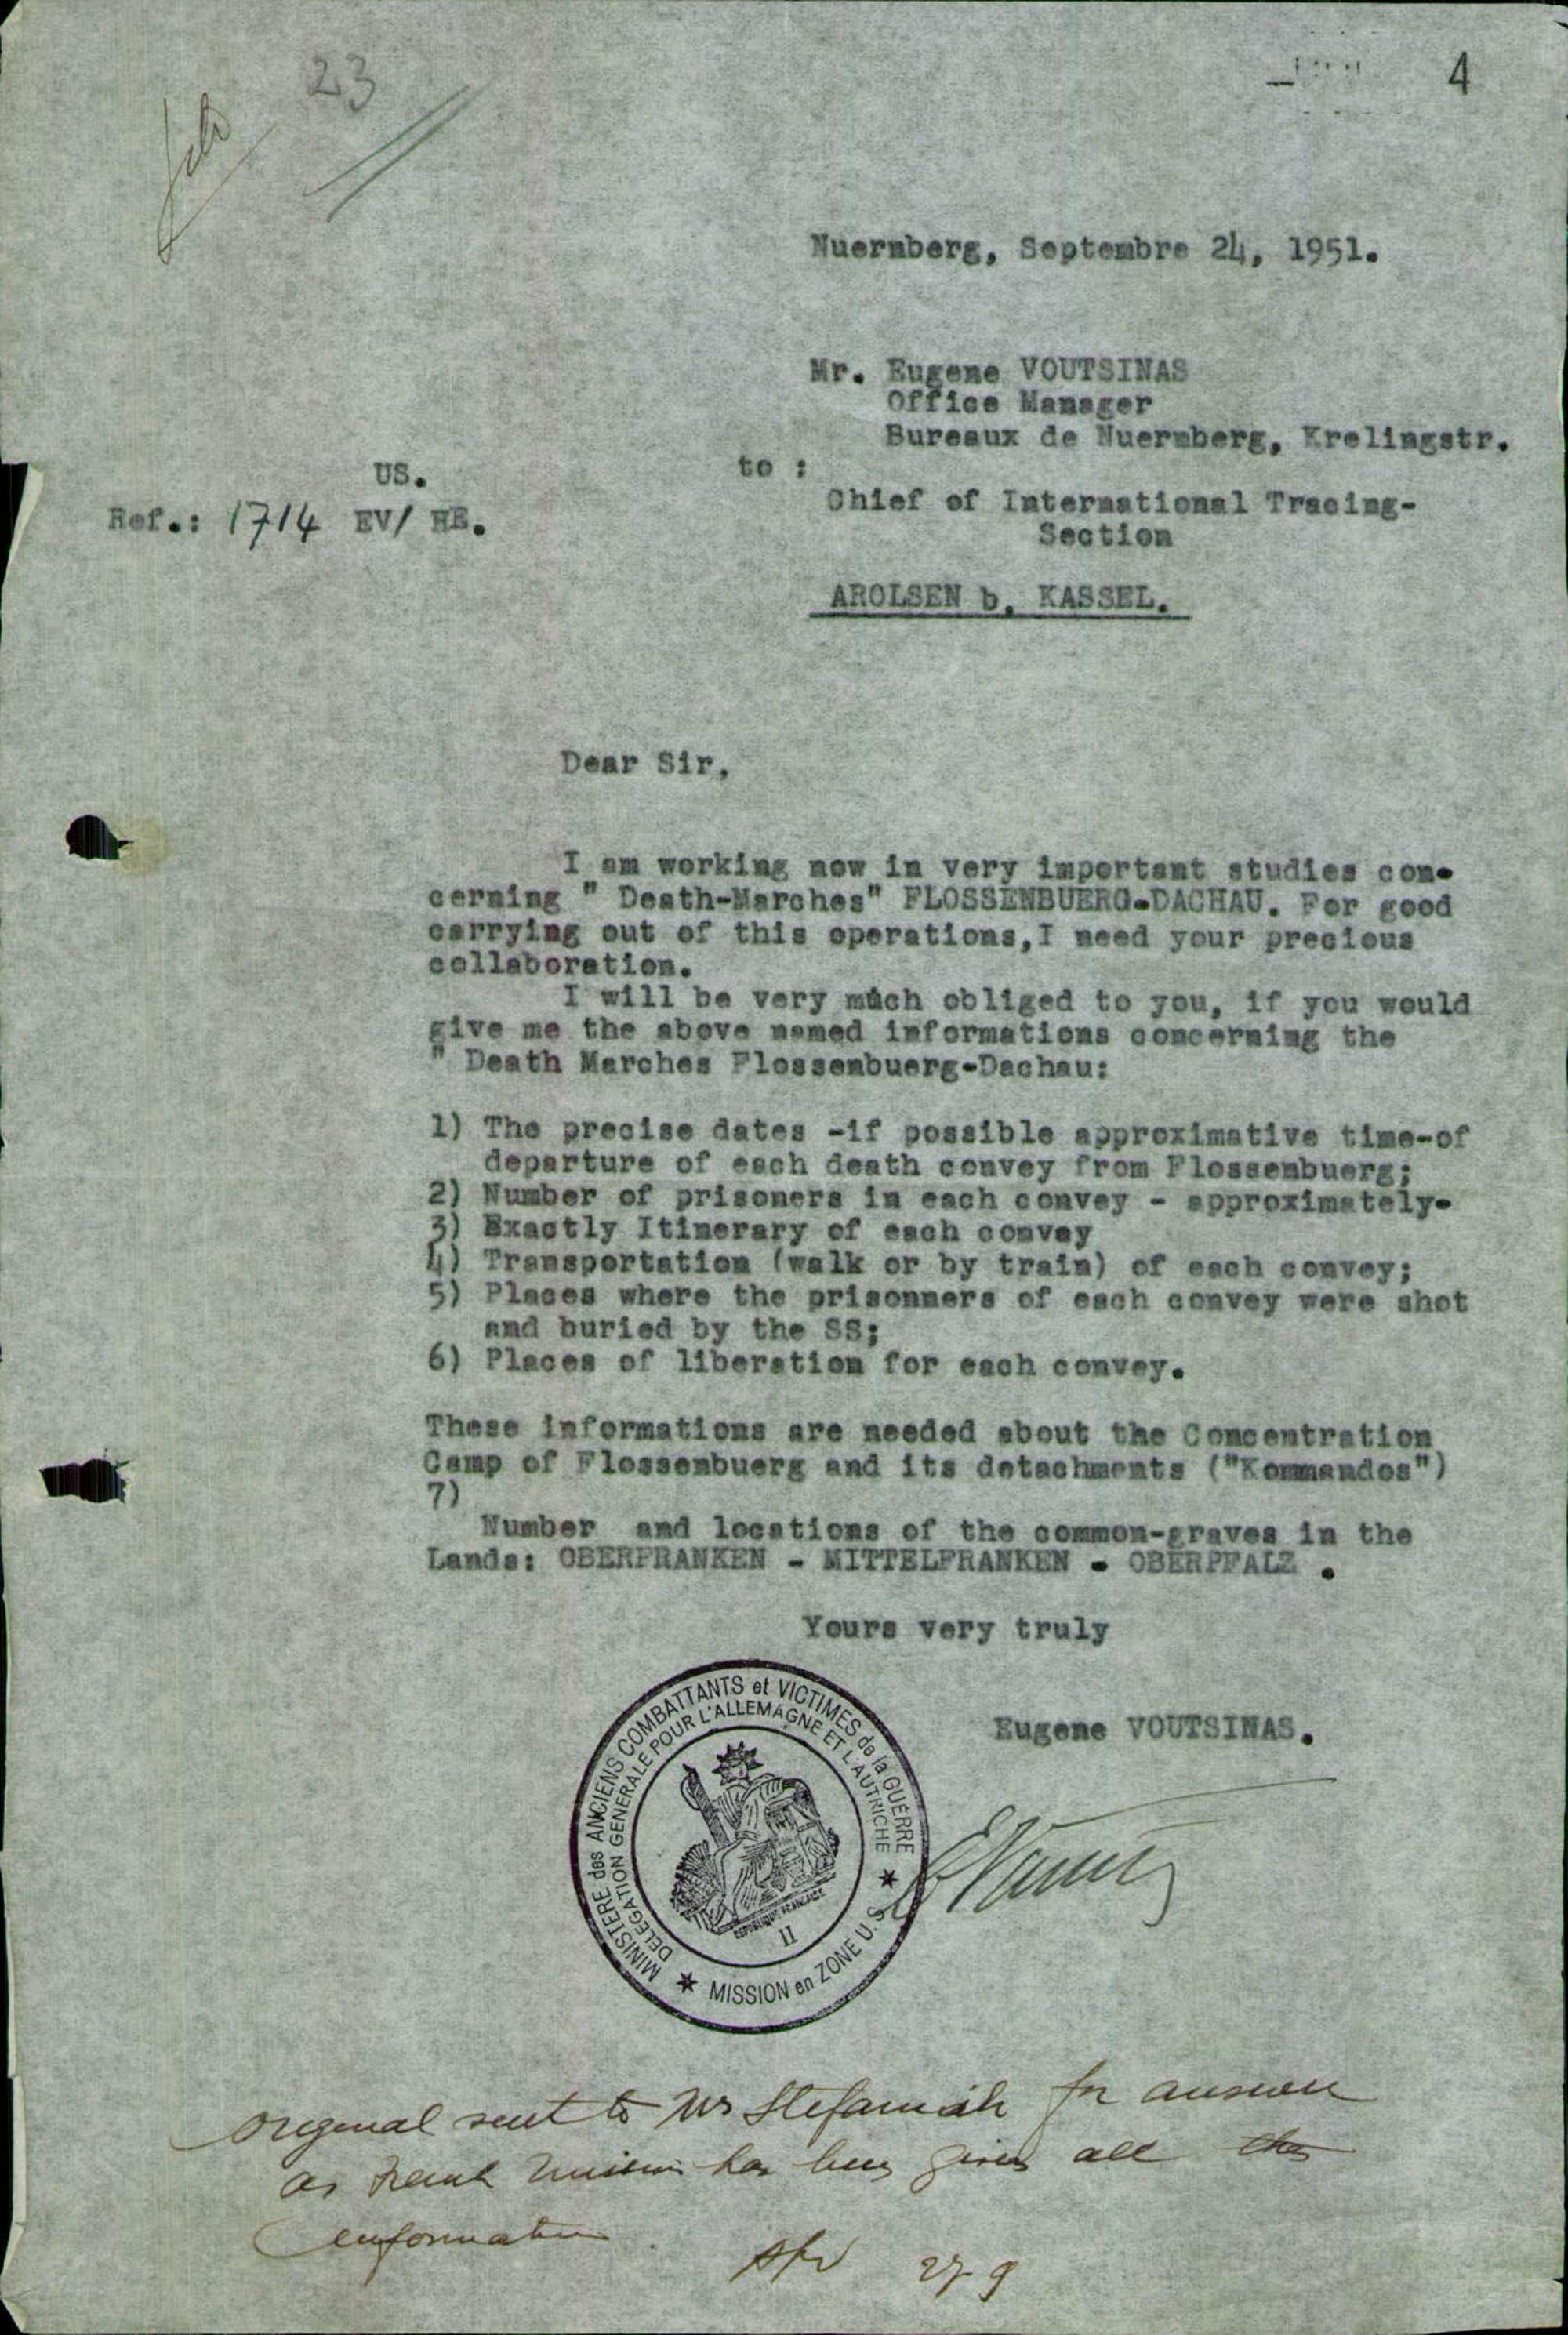 23
4
Nuernberg, Septembre 24, 1951.
Mr. Eugene VOUTSINAS
Office Manager
Bureaux de Nuernberg, Krelingstr.
US.
to :
Ref.: 1714 EV/ HE.
Chief of International Tracing-
Section
AROLSEN b. KASSEL.
Dear Sir,
I am working now in very important studies con-
cerning " Death-Marches" FLOSSENBUERG-DACHAU. For good
carrying out of this operations,I need your precious
collaboration.
I will be very much obliged to you, if you would
give me the above named informations concerning the
" Death Marches Flossenbuerg-Dachau:
1) The precise dates -if possible approximative time-of
departure of each death convey from Flossenbuerg;
2) Number of prisoners in each convey - approximately-
3) Exactly Itinerary of each convey
4) Transportation (walk or by train) of each convey;
5) Places where the prisonners of each convey were shot
and buried by the SS;
6) Places of liberation for each convey.
These informations are needed about the Concentration
Camp of Flossenbuerg and its detachments ("Kommandos")
7)
Number and locations of the common-graves in the
Lands: OBERFRANKEN - MITTELFRANKEN - OBERPFALZ .
Yours very truly
Eugene VOUTSINAS.
MINISTERE des ANCIENS COMBATTANTS et VICTIMES de la GUERRE
DELEGATION GENERALE POUR L'ALLEMAGNE ET L'AUTRICHE
REPUBLIQUE FRANCAISE
II
* MISSION en ZONE U.S. *
original sent to for answer
as has been given all the
information
27 9